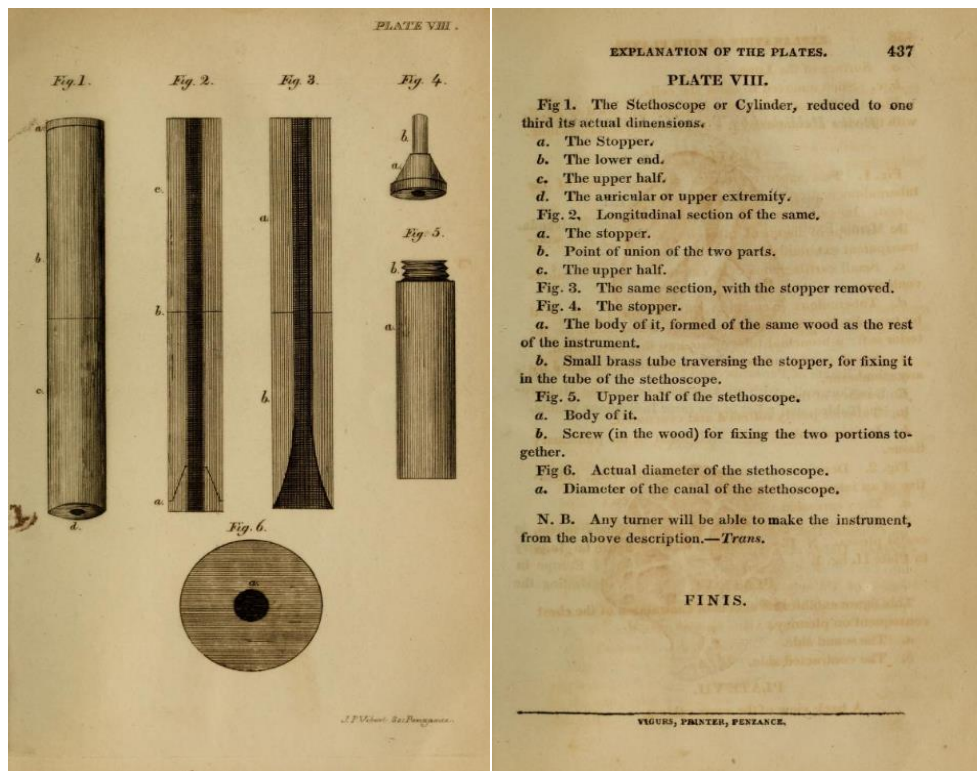 PLATE VIII.
Fig. 1.
Fig. 2.
Fig. 3.
Fig. 4.
a.
b.
c.
d.
c.
b.
a.
a.
b.
b.
a.
Fig. 5.
b.
a.
Fig. 6.
a.
EXPLANATION OF THE PLATES. 437
PLATE VIII.
Fig 1. The Stethoscope or Cylinder, reduced to one
third its actual dimensions.
a. The Stopper.
b. The lower end.
c. The upper half.
d. The auricular or upper extremity.
Fig. 2. Longitudinal section of the same.
a. The stopper.
b. Point of union of the two parts.
c. The upper half.
Fig. 3. The same section, with the stopper removed.
Fig. 4. The stopper.
a. The body of it, formed of the same wood as the rest
of the instrument.
b. Small brass tube traversing the stopper, for fixing it
in the tube of the stethoscope.
Fig. 5. Upper half of the stethoscope.
a. Body of it.
b. Screw (in the wood) for fixing the two portions to-
gether.
Fig 6. Actual diameter of the stethoscope.
a. Diameter of the canal of the stethoscope.
N. B. Any turner will be able to make the instrument,
from the above description.—Trans.
FINIS.
VIGURS, PRINTER, PENZANCE.